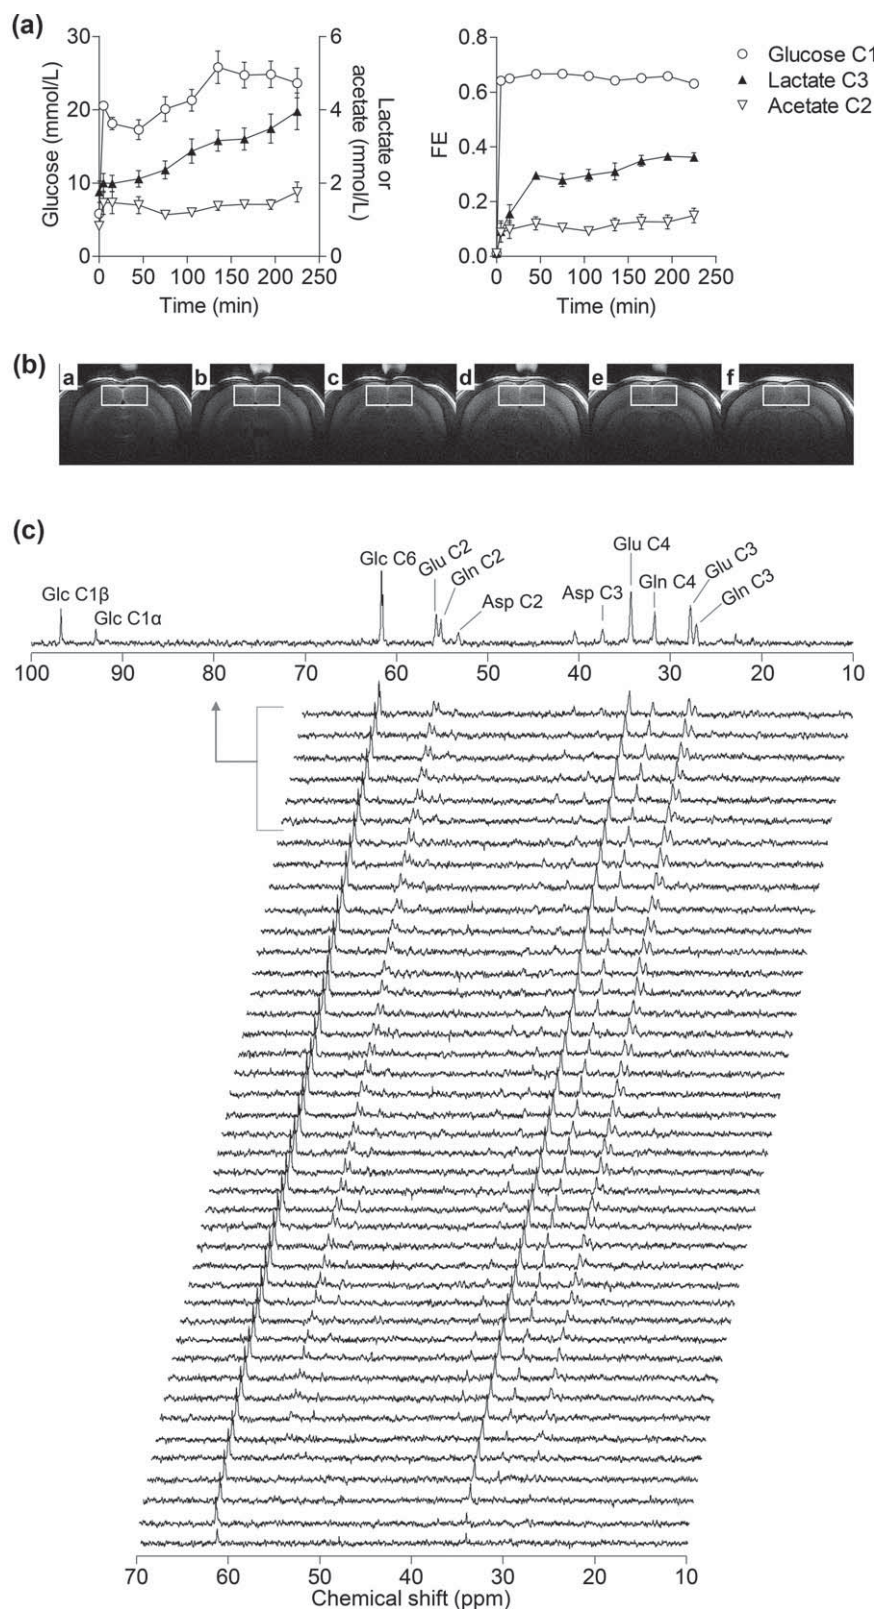 (a)
30
20
10
0
Glucose (mmol/L)
6
4
2
0
Lactate or
acetate (mmol/L)
0 50 100 150 200 250
Time (min)
0.8
0.6
0.4
0.2
0.0
FE
0 50 100 150 200 250
Time (min)
Glucose C1
Lactate C3
Acetate C2
(b)
a b c d e f
(c)
Glc C1β
Glc C1α
Glc C6
Glu C2
Gln C2
Asp C2
Asp C3
Glu C4
Gln C4
Glu C3
Gln C3
100 90 80 70 60 50 40 30 20 10
70 60 50 40 30 20 10
Chemical shift (ppm)